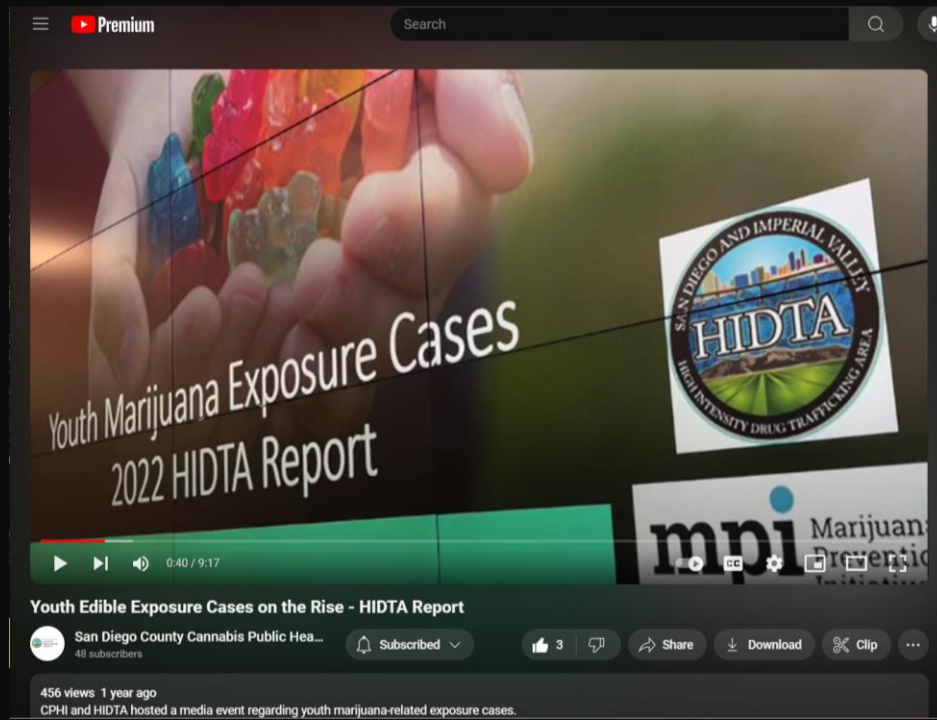 Premium
Search
SAN DIEGO AND IMPERIAL VALLEY
HIDTA
HIGH INTENSITY DRUG TRAFFICKING AREA
Youth Marijuana Exposure Cases
2022 HIDTA Report
mpi
Marijuana
Prevention
Initiative
0:40 / 9:17
CC
Youth Edible Exposure Cases on the Rise - HIDTA Report
San Diego County Cannabis Public Hea...
48 subscribers
Subscribed
3
Share
Download
Clip
456 views 1 year ago
CPHI and HIDTA hosted a media event regarding youth marijuana-related exposure cases.